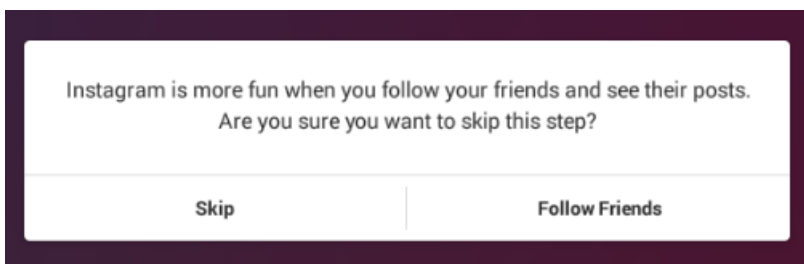 Instagram is more fun when you follow your friends and see their posts.
Are you sure you want to skip this step?
Skip
Follow Friends